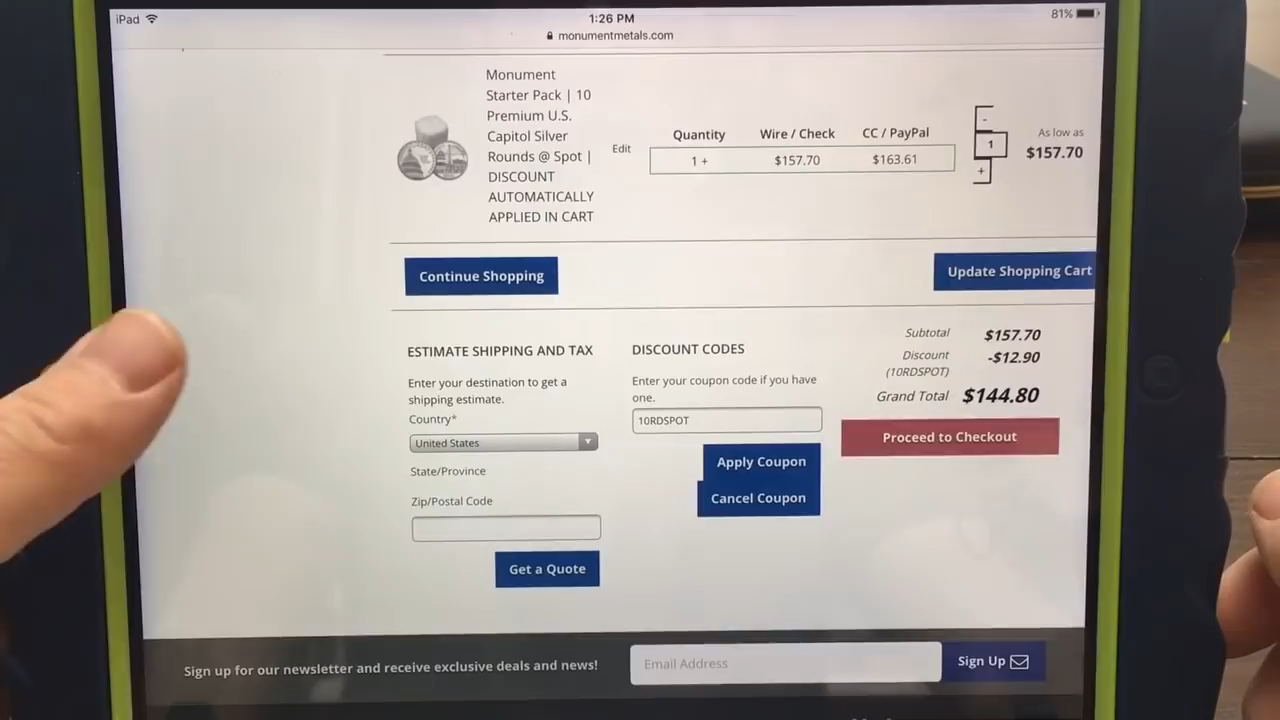 iPad
1:26 PM
81%
monumentmetals.com
Monument
Starter Pack | 10
Premium U.S.
Capitol Silver
Rounds @ Spot |
DISCOUNT
AUTOMATICALLY
APPLIED IN CART
Edit
Quantity Wire / Check CC / PayPal
1 + $157.70 $163.61
-
1
+
As low as
$157.70
Continue Shopping
Update Shopping Cart
ESTIMATE SHIPPING AND TAX
Enter your destination to get a
shipping estimate.
Country*
United States
State/Province
Zip/Postal Code
Get a Quote
DISCOUNT CODES
Enter your coupon code if you have
one.
10RDSPOT
Apply Coupon
Cancel Coupon
Subtotal $157.70
Discount -$12.90
(10RDSPOT)
Grand Total $144.80
Proceed to Checkout
Sign up for our newsletter and receive exclusive deals and news!
Email Address
Sign Up